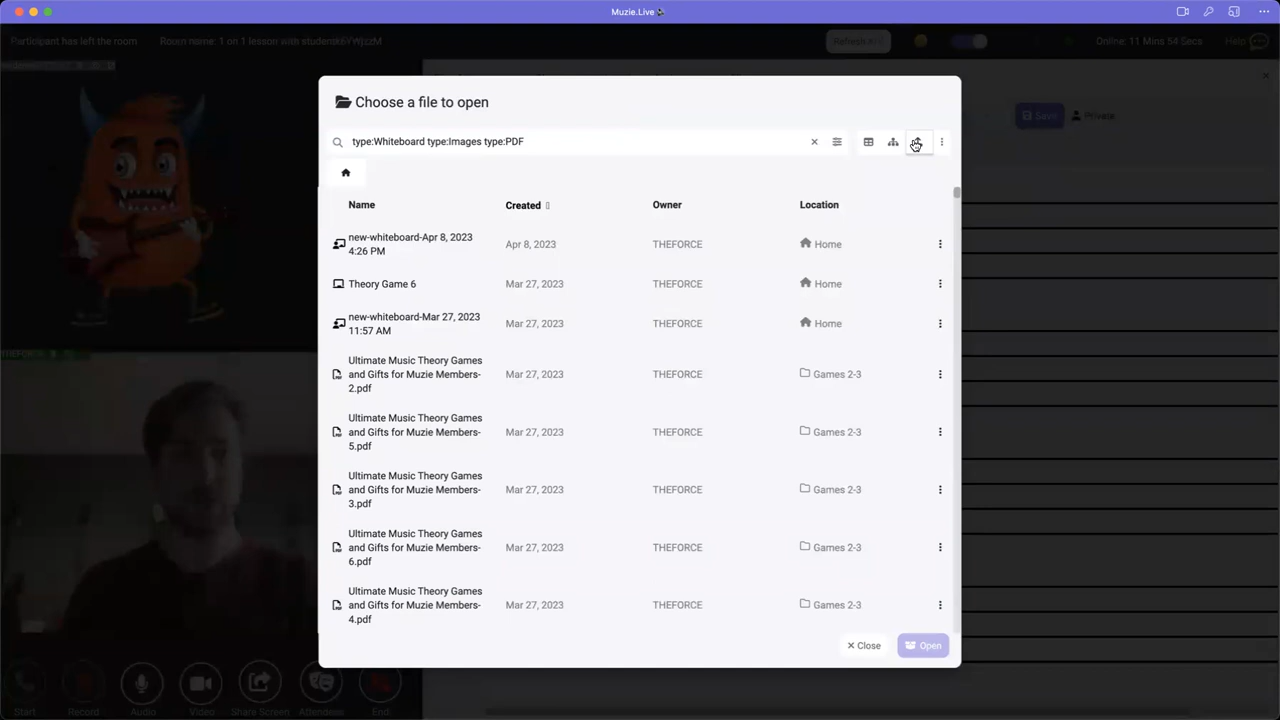 Muzie.Live
Participant has left the room
Online: 11 Mins 54 Secs
Help
Choose a file to open
type:Whiteboard type:Images type:PDF
Save
Private
Name
Created
Owner
Location
new-whiteboard-Apr 8, 2023
4:26 PM
Apr 8, 2023
THEFORCE
Home
Theory Game 6
Mar 27, 2023
THEFORCE
Home
new-whiteboard-Mar 27, 2023
11:57 AM
Mar 27, 2023
THEFORCE
Home
Ultimate Music Theory Games
and Gifts for Muzie Members-
2.pdf
Mar 27, 2023
THEFORCE
Games 2-3
Ultimate Music Theory Games
and Gifts for Muzie Members-
5.pdf
Mar 27, 2023
THEFORCE
Games 2-3
Ultimate Music Theory Games
and Gifts for Muzie Members-
3.pdf
Mar 27, 2023
THEFORCE
Games 2-3
Ultimate Music Theory Games
and Gifts for Muzie Members-
6.pdf
Mar 27, 2023
THEFORCE
Games 2-3
Ultimate Music Theory Games
and Gifts for Muzie Members-
4.pdf
Mar 27, 2023
THEFORCE
Games 2-3
Close
Open
Start
Record
Audio
Video
Share Screen
Attendees
End